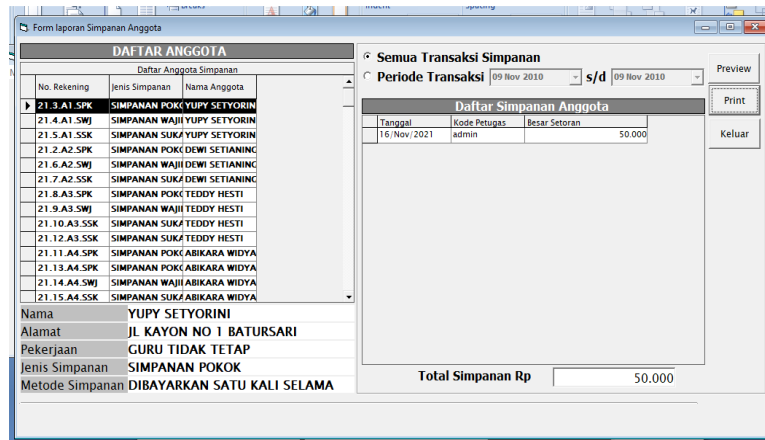 Form laporan Simpanan Anggota
DAFTAR ANGGOTA
Daftar Anggota Simpanan
No. Rekening Jenis Simpanan Nama Anggota
21.3.A1.SPK SIMPANAN POKO YUPY SETYORIN
21.4.A1.SWJ SIMPANAN WAJII YUPY SETYORIN
21.5.A1.SSK SIMPANAN SUKA YUPY SETYORIN
21.2.A2.SPK SIMPANAN POKO DEWI SETIANING
21.6.A2.SWJ SIMPANAN WAJII DEWI SETIANING
21.7.A2.SSK SIMPANAN SUKA DEWI SETIANING
21.8.A3.SPK SIMPANAN POKO TEDDY HESTI
21.9.A3.SWJ SIMPANAN WAJII TEDDY HESTI
21.10.A3.SSK SIMPANAN SUKA TEDDY HESTI
21.12.A3.SSK SIMPANAN SUKA TEDDY HESTI
21.11.A4.SPK SIMPANAN POKO ABIKARA WIDYA
21.13.A4.SPK SIMPANAN POKO ABIKARA WIDYA
21.14.A4.SWJ SIMPANAN WAJII ABIKARA WIDYA
21.15.A4.SSK SIMPANAN SUKA ABIKARA WIDYA
Nama YUPY SETYORINI
Alamat JL KAYON NO 1 BATURSARI
Pekerjaan GURU TIDAK TETAP
Jenis Simpanan SIMPANAN POKOK
Metode Simpanan DIBAYARKAN SATU KALI SELAMA
Semua Transaksi Simpanan
Periode Transaksi 09 Nov 2010 s/d 09 Nov 2010
Daftar Simpanan Anggota
Tanggal Kode Petugas Besar Setoran
16/Nov/2021 admin 50.000
Total Simpanan Rp 50.000
Preview
Print
Keluar